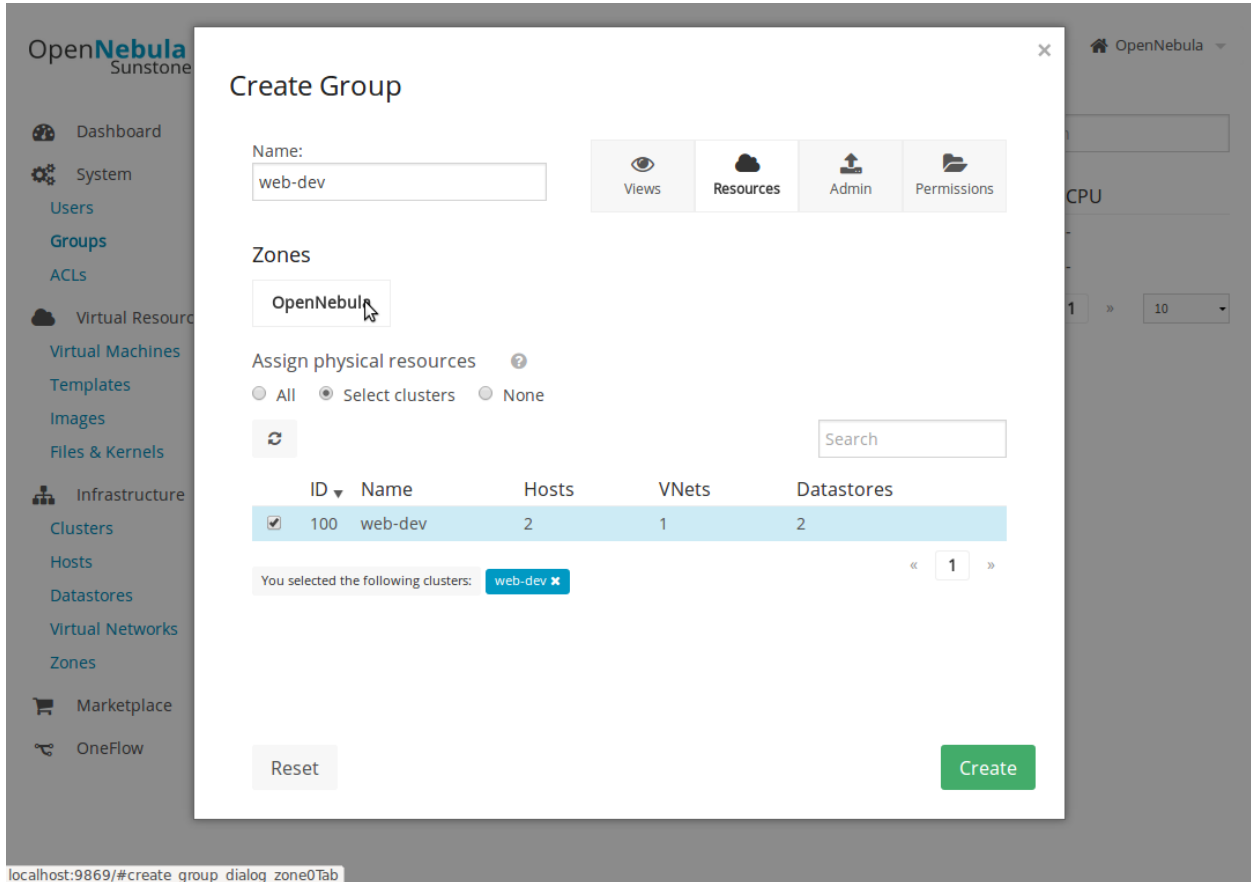 OpenNebula
Sunstone
Dashboard
System
Users
Groups
ACLs
Virtual Resourc
Virtual Machines
Templates
Images
Files & Kernels
Infrastructure
Clusters
Hosts
Datastores
Virtual Networks
Zones
Marketplace
OneFlow
Create Group
×
Name:
web-dev
Views
Resources
Admin
Permissions
Zones
OpenNebula
Assign physical resources
All Select clusters None
Search
ID Name Hosts VNets Datastores
100 web-dev 2 1 2
« 1 »
You selected the following clusters: web-dev ×
Reset
Create
OpenNebula
CPU
-
-
1 » 10
localhost:9869/#create_group_dialog_zone0Tab